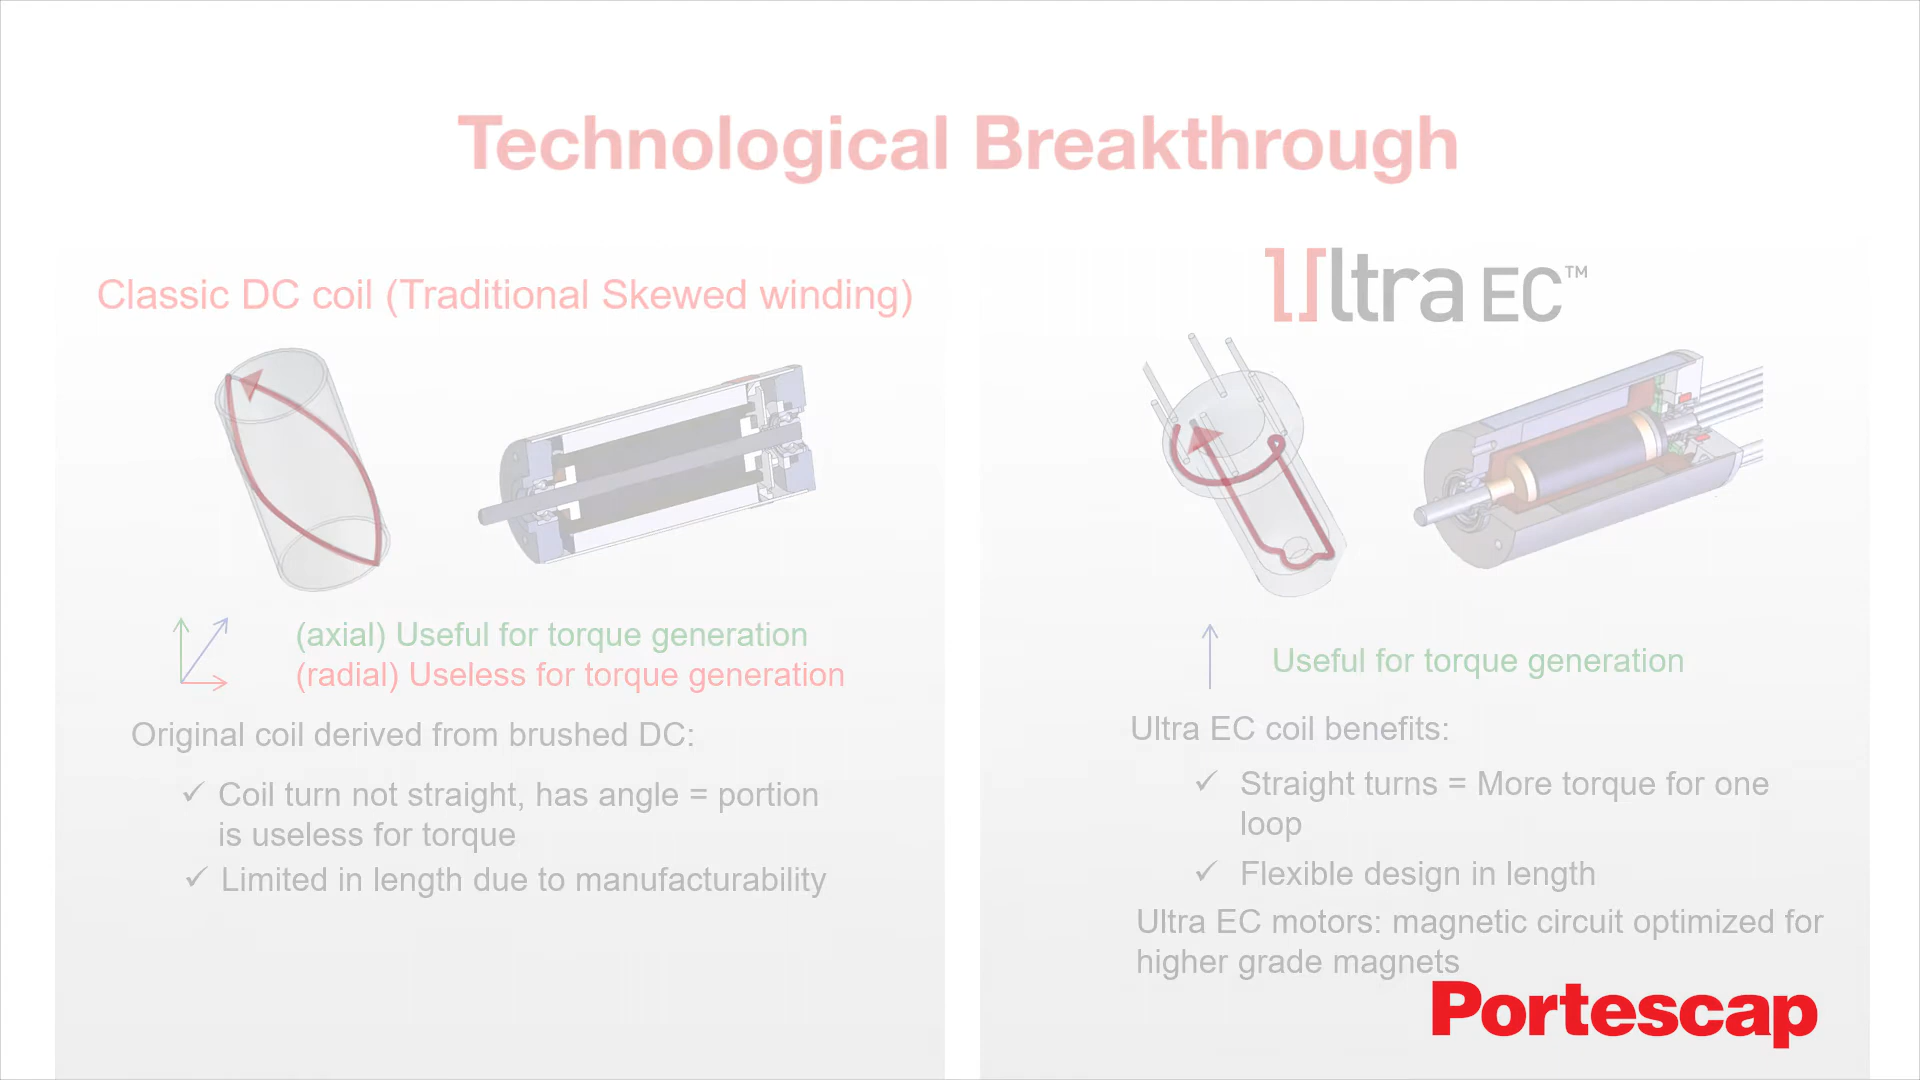 Technological Breakthrough
Classic DC coil (Traditional Skewed winding)
(axial) Useful for torque generation
(radial) Useless for torque generation
Original coil derived from brushed DC:
✓ Coil turn not straight, has angle = portion
is useless for torque
✓ Limited in length due to manufacturability
Ultra EC™
Useful for torque generation
Ultra EC coil benefits:
✓ Straight turns = More torque for one
loop
✓ Flexible design in length
Ultra EC motors: magnetic circuit optimized for
higher grade magnets
Portescap